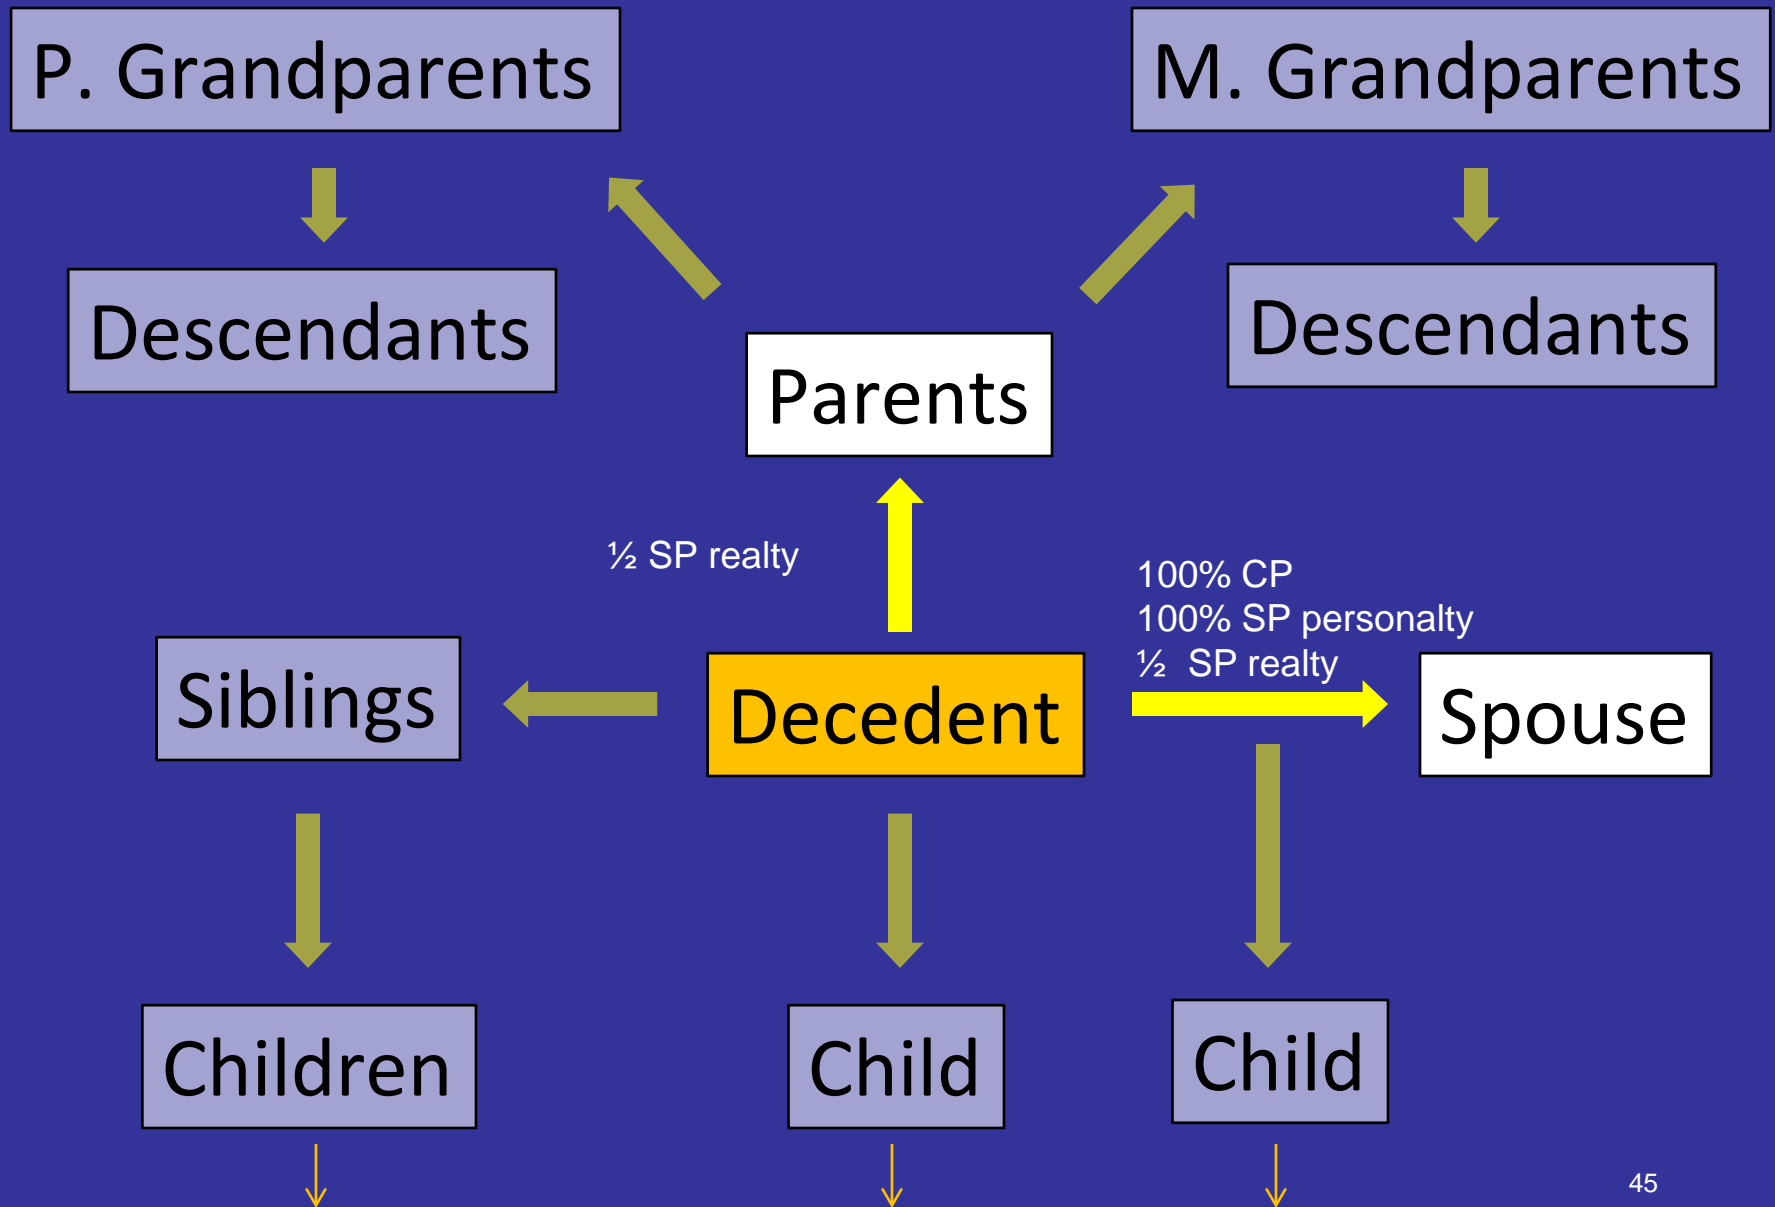 P. Grandparents
M. Grandparents
Descendants
Descendants
Parents
½ SP realty
100% CP
100% SP personalty
½ SP realty
Siblings
Decedent
Spouse
Children
Child
Child
45